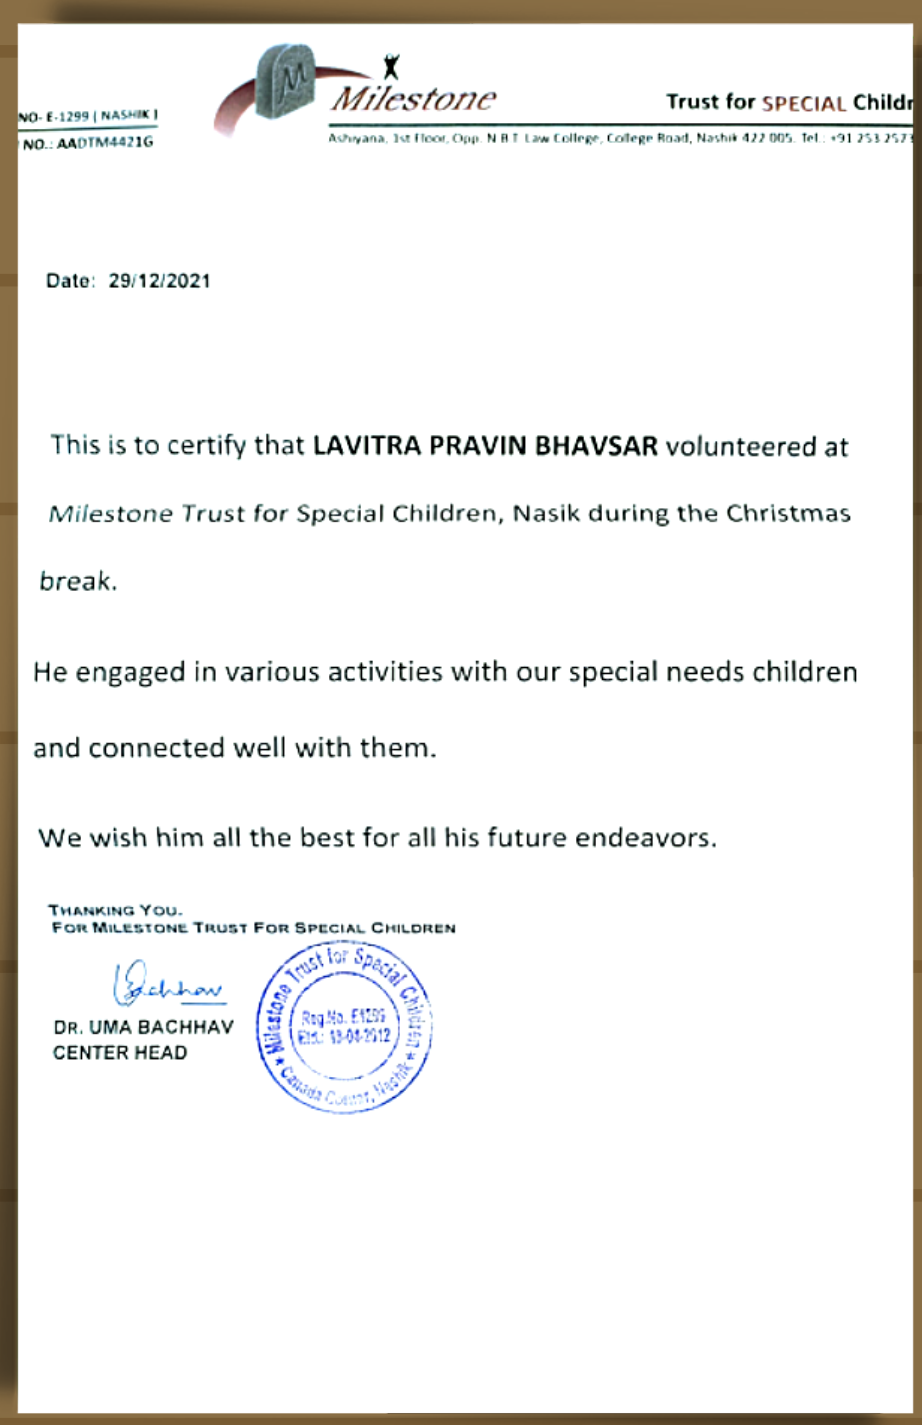 NO- E-1299 ( NASHIK )
NO.: AADTM4421G
M
Milestone
Trust for SPECIAL Childr
Ashiyana, 1st Floor, Opp. N B T Law College, College Road, Nashik 422 005. Tel.: +91 253 2573
Date: 29/12/2021
This is to certify that LAVITRA PRAVIN BHAVSAR volunteered at
Milestone Trust for Special Children, Nasik during the Christmas
break.
He engaged in various activities with our special needs children
and connected well with them.
We wish him all the best for all his future endeavors.
THANKING YOU.
FOR MILESTONE TRUST FOR SPECIAL CHILDREN
Bachhav
DR. UMA BACHHAV
CENTER HEAD
Milestone Trust for Special Children
Reg.No. E1299
Canada Corner, Nashik